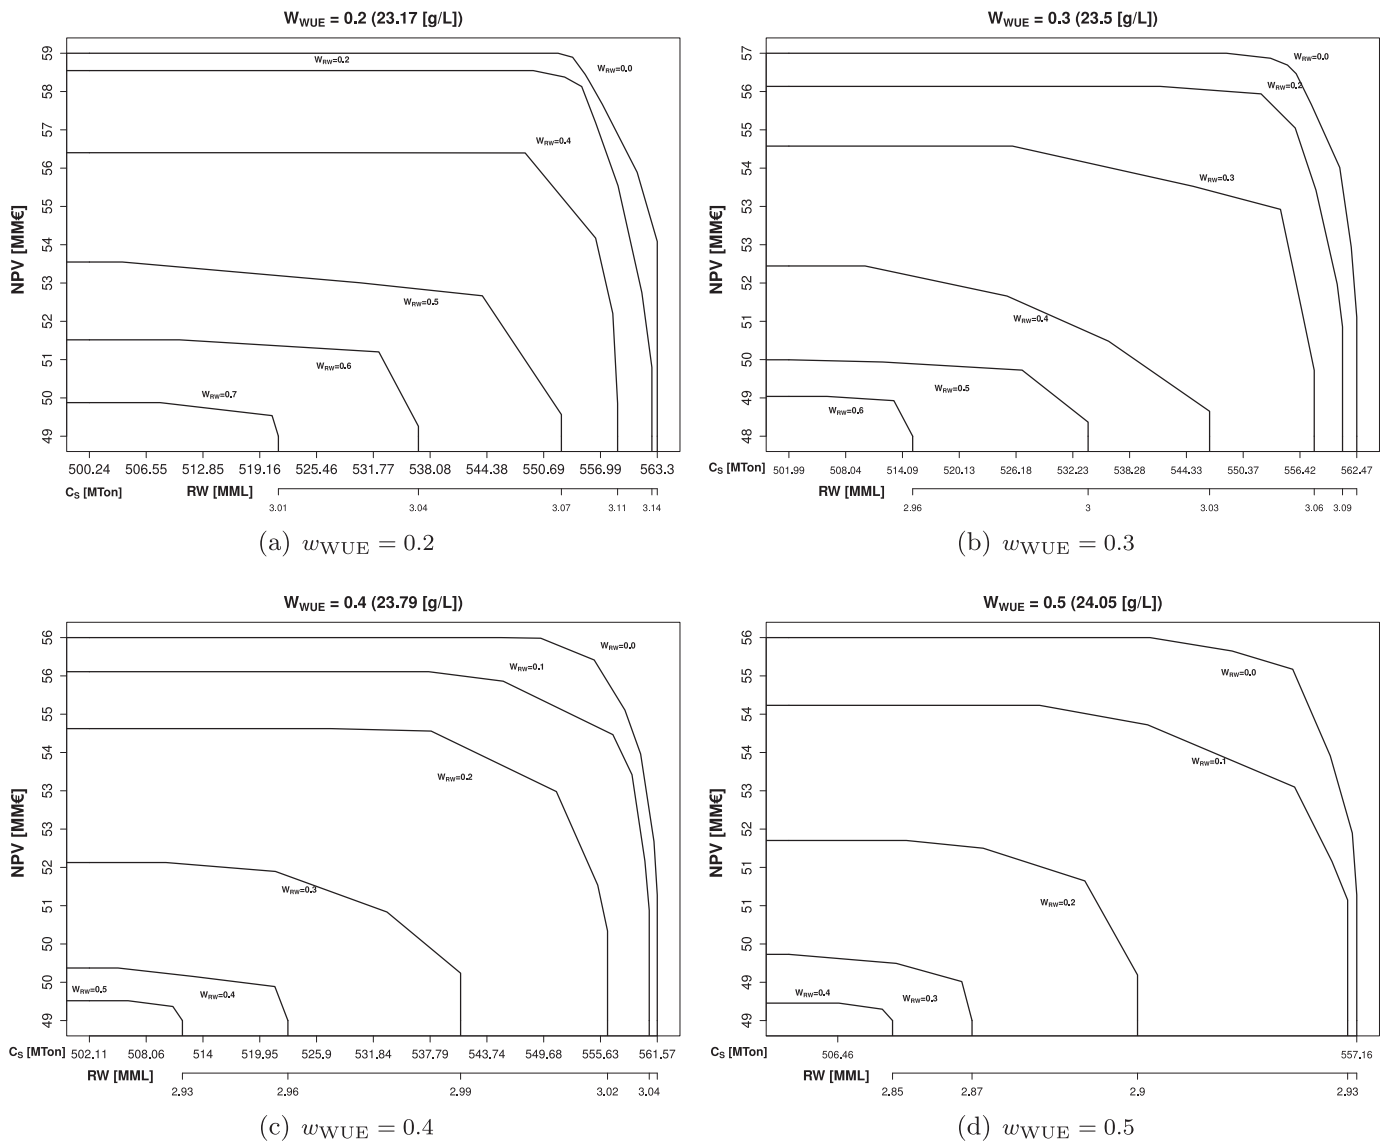 W_WUE = 0.2 (23.17 [g/L])
NPV [MM€]
59
58
57
56
55
54
53
52
51
50
49
W_RW=0.0
W_RW=0.2
W_RW=0.4
W_RW=0.5
W_RW=0.6
W_RW=0.7
500.24 506.55 512.85 519.16 525.46 531.77 538.08 544.38 550.69 556.99 563.3
C_S [MTon] RW [MML]
3.01 3.04 3.07 3.11 3.14
(a) w_WUE = 0.2
W_WUE = 0.3 (23.5 [g/L])
NPV [MM€]
57
56
55
54
53
52
51
50
49
48
W_RW=0.0
W_RW=0.2
W_RW=0.3
W_RW=0.4
W_RW=0.5
W_RW=0.6
501.99 508.04 514.09 520.13 526.18 532.23 538.28 544.33 550.37 556.42 562.47
C_S [MTon] RW [MML]
2.96 3 3.03 3.06 3.09
(b) w_WUE = 0.3
W_WUE = 0.4 (23.79 [g/L])
NPV [MM€]
56
56
55
54
53
52
52
51
50
50
49
W_RW=0.0
W_RW=0.1
W_RW=0.2
W_RW=0.3
W_RW=0.4
W_RW=0.5
C_S [MTon] 502.11 508.06 514 519.95 525.9 531.84 537.79 543.74 549.68 555.63 561.57
RW [MML]
2.93 2.96 2.99 3.02 3.04
(c) w_WUE = 0.4
W_WUE = 0.5 (24.05 [g/L])
NPV [MM€]
56
55
54
53
52
51
50
49
49
W_RW=0.0
W_RW=0.1
W_RW=0.2
W_RW=0.3
W_RW=0.4
C_S [MTon] 506.46 557.16
RW [MML]
2.85 2.87 2.9 2.93
(d) w_WUE = 0.5